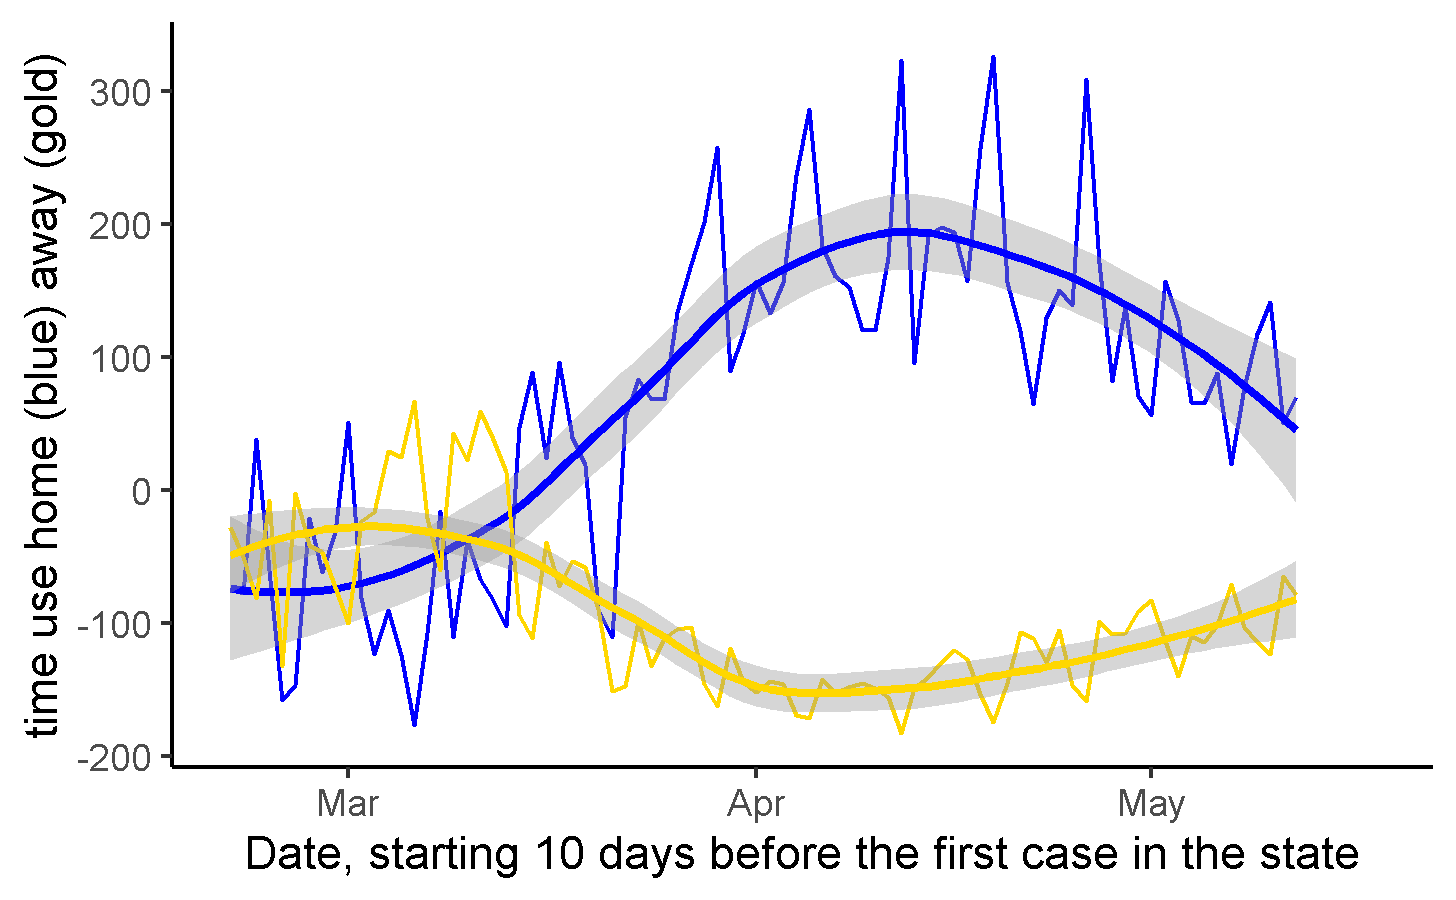 time use home (blue) away (gold)
300
200
100
0
-100
-200
Mar Apr May
Date, starting 10 days before the first case in the state